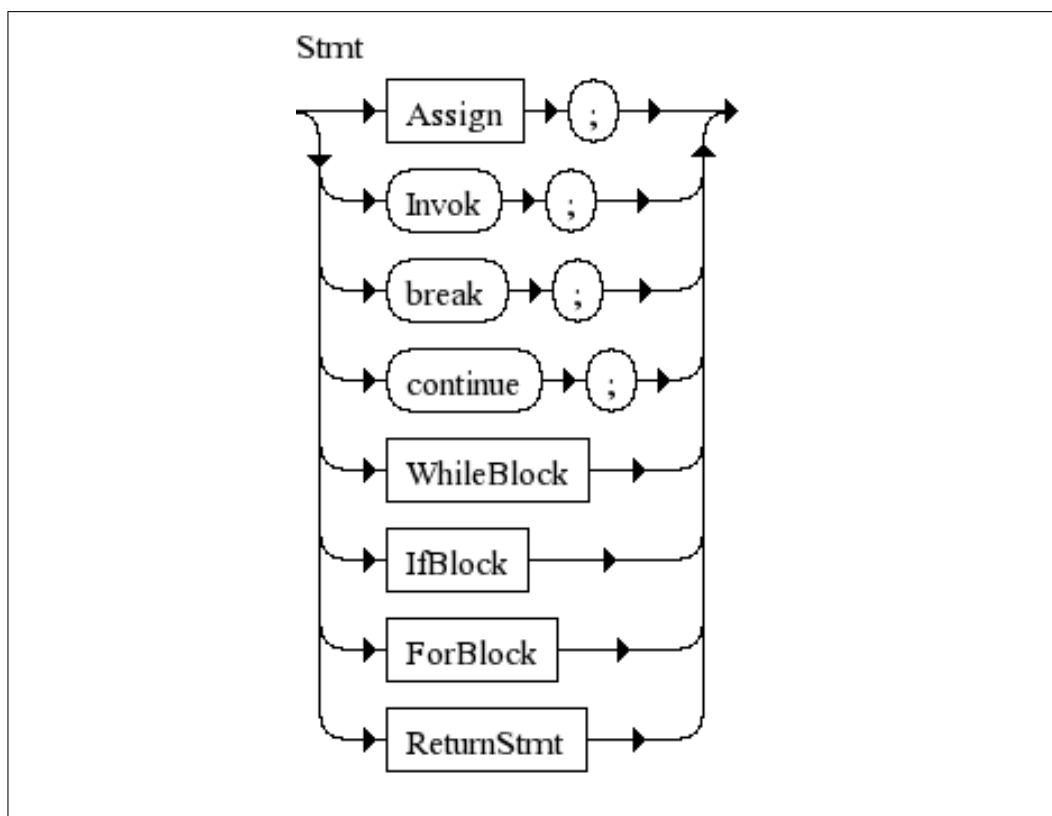 Stmt
Assign ;
Invok ;
break ;
continue ;
WhileBlock
IfBlock
ForBlock
ReturnStmt